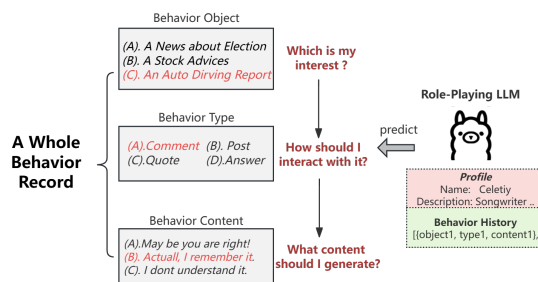 Behavior Object
(A). A News about Election
(B). A Stock Advices
(C). An Auto Dirving Report
Which is my
interest ?
Role-Playing LLM
A Whole
Behavior
Record
Behavior Type
(A).Comment (B). Post
(C).Quote (D).Answer
How should I
interact with it?
predict
Profile
Name: Celetiy
Description: Songwriter ..
Behavior History
[{object1, type1, content1},
Behavior Content
(A).May be you are right!
(B). Actuall, I remember it.
(C). I dont understand it.
What content
should I generate?